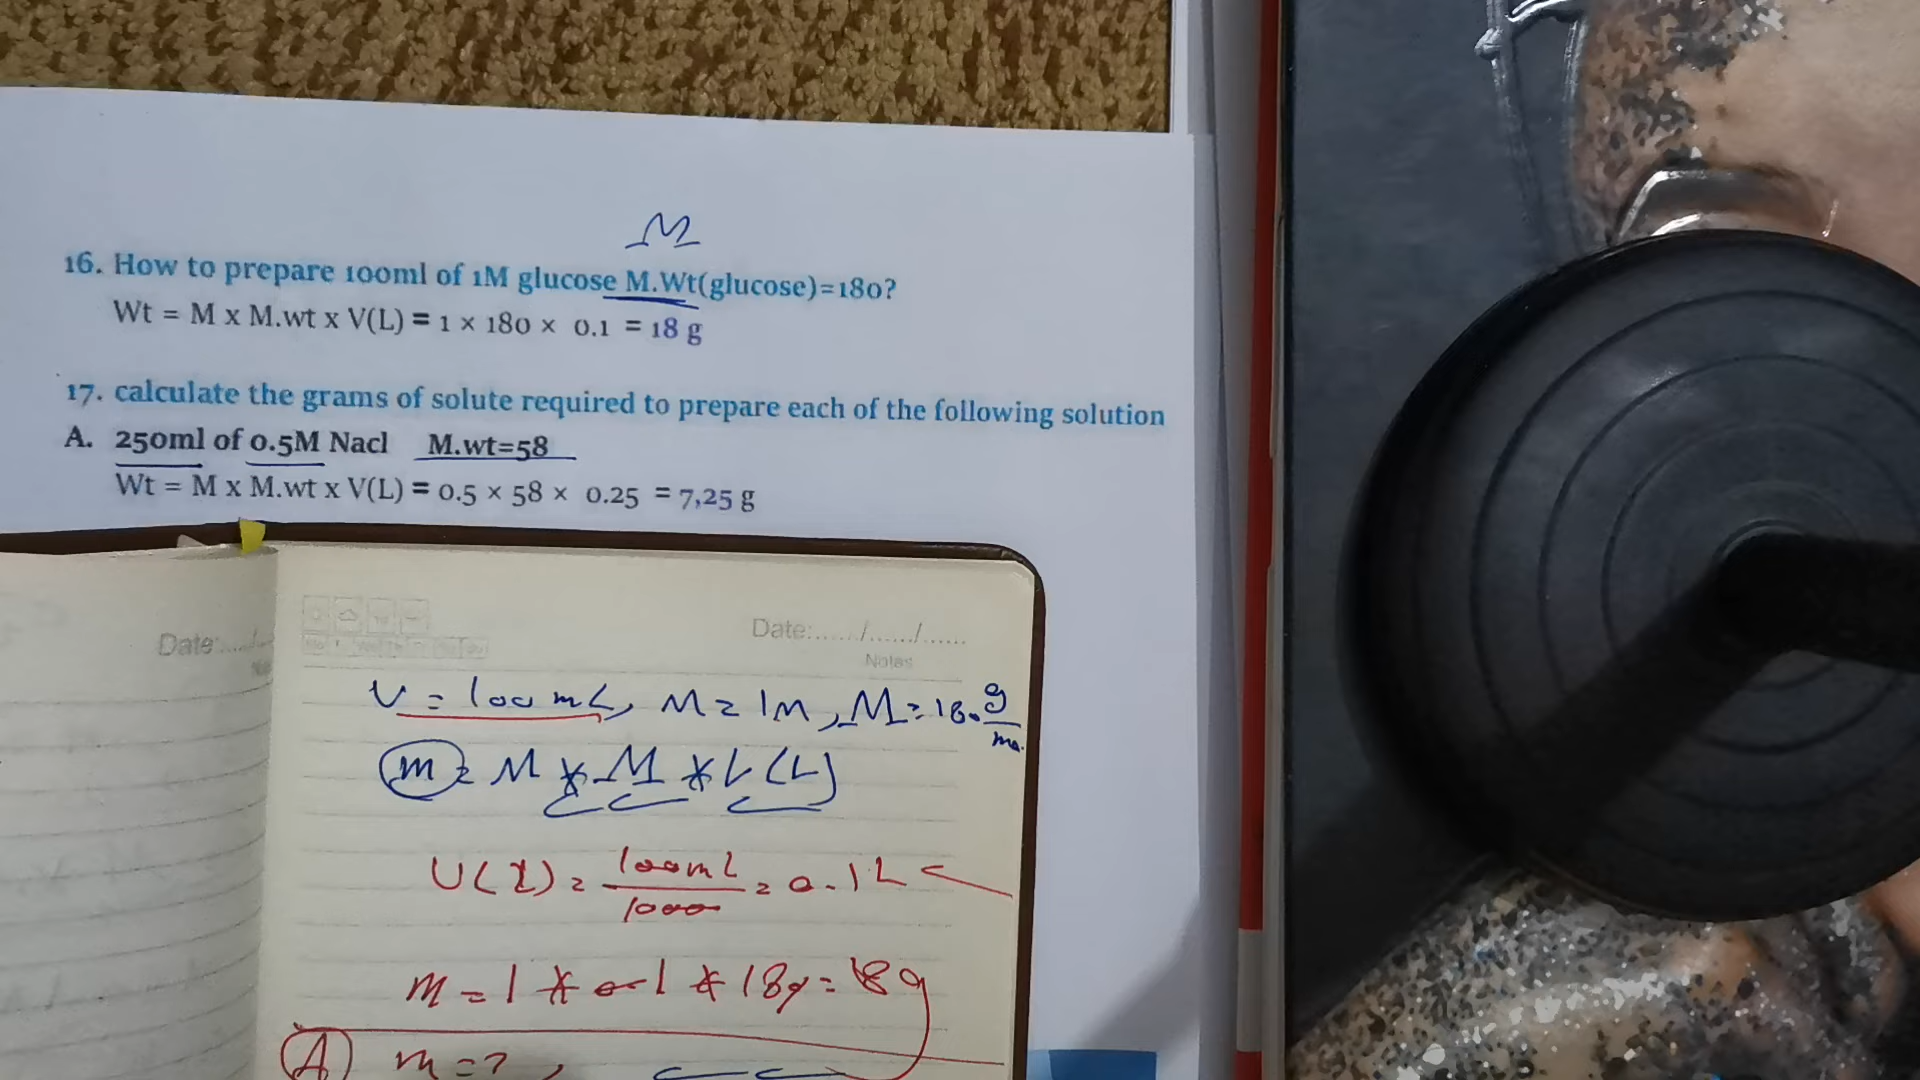 M
16. How to prepare 100ml of 1M glucose M.Wt(glucose)=180?
Wt = M x M.wt x V(L) = 1 × 180 × 0.1 = 18 g
17. calculate the grams of solute required to prepare each of the following solution
A. 250ml of 0.5M Nacl M.wt=58
Wt = M x M.wt x V(L) = 0.5 × 58 × 0.25 = 7,25 g
Date:....../
Date:....../....../......
Notes
V = 100 mL, M = 1M, M = 180 g
m = M * M * V (L)
V(L) = 100mL = 0.1L
1000
m = 1 * 0.1 * 180 = 18g
A m = ? ,